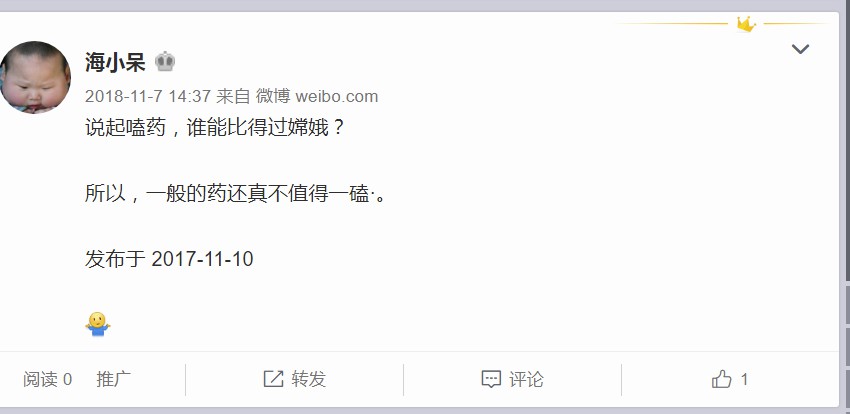 海小呆
2018-11-7 14:37 来自 微博 weibo.com
说起嗑药，谁能比得过嫦娥？
所以，一般的药还真不值得一磕·。
发布于 2017-11-10
阅读 0 推广 转发 评论 1